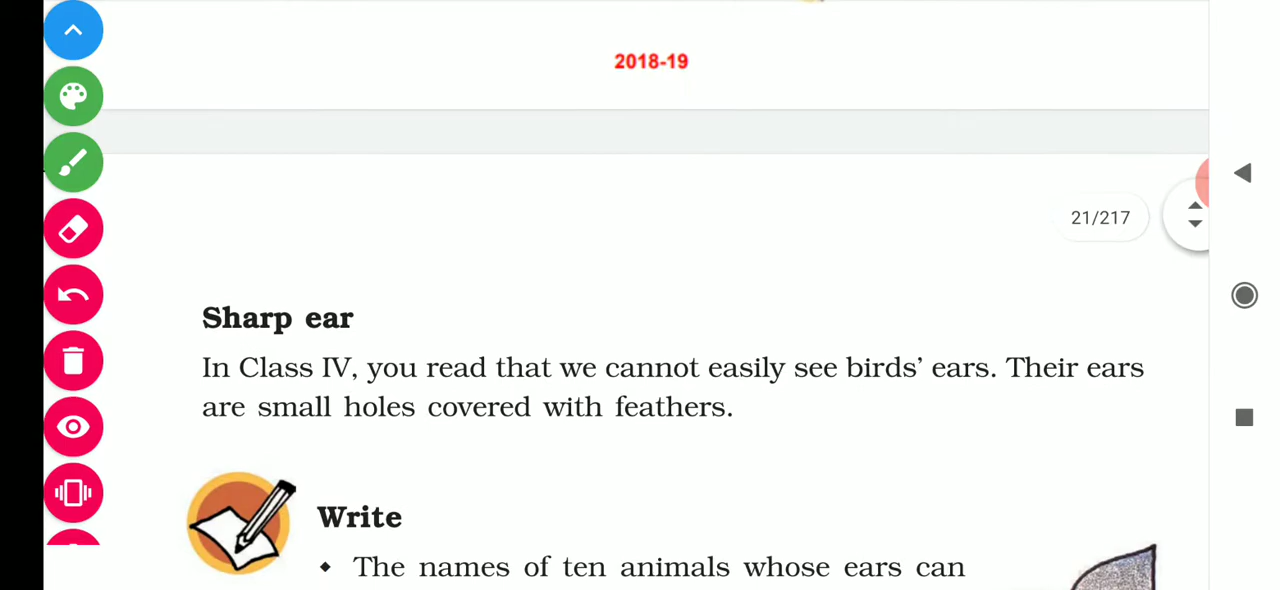 2018-19
21/217
Sharp ear
In Class IV, you read that we cannot easily see birds’ ears. Their ears
are small holes covered with feathers.
Write
◆ The names of ten animals whose ears can